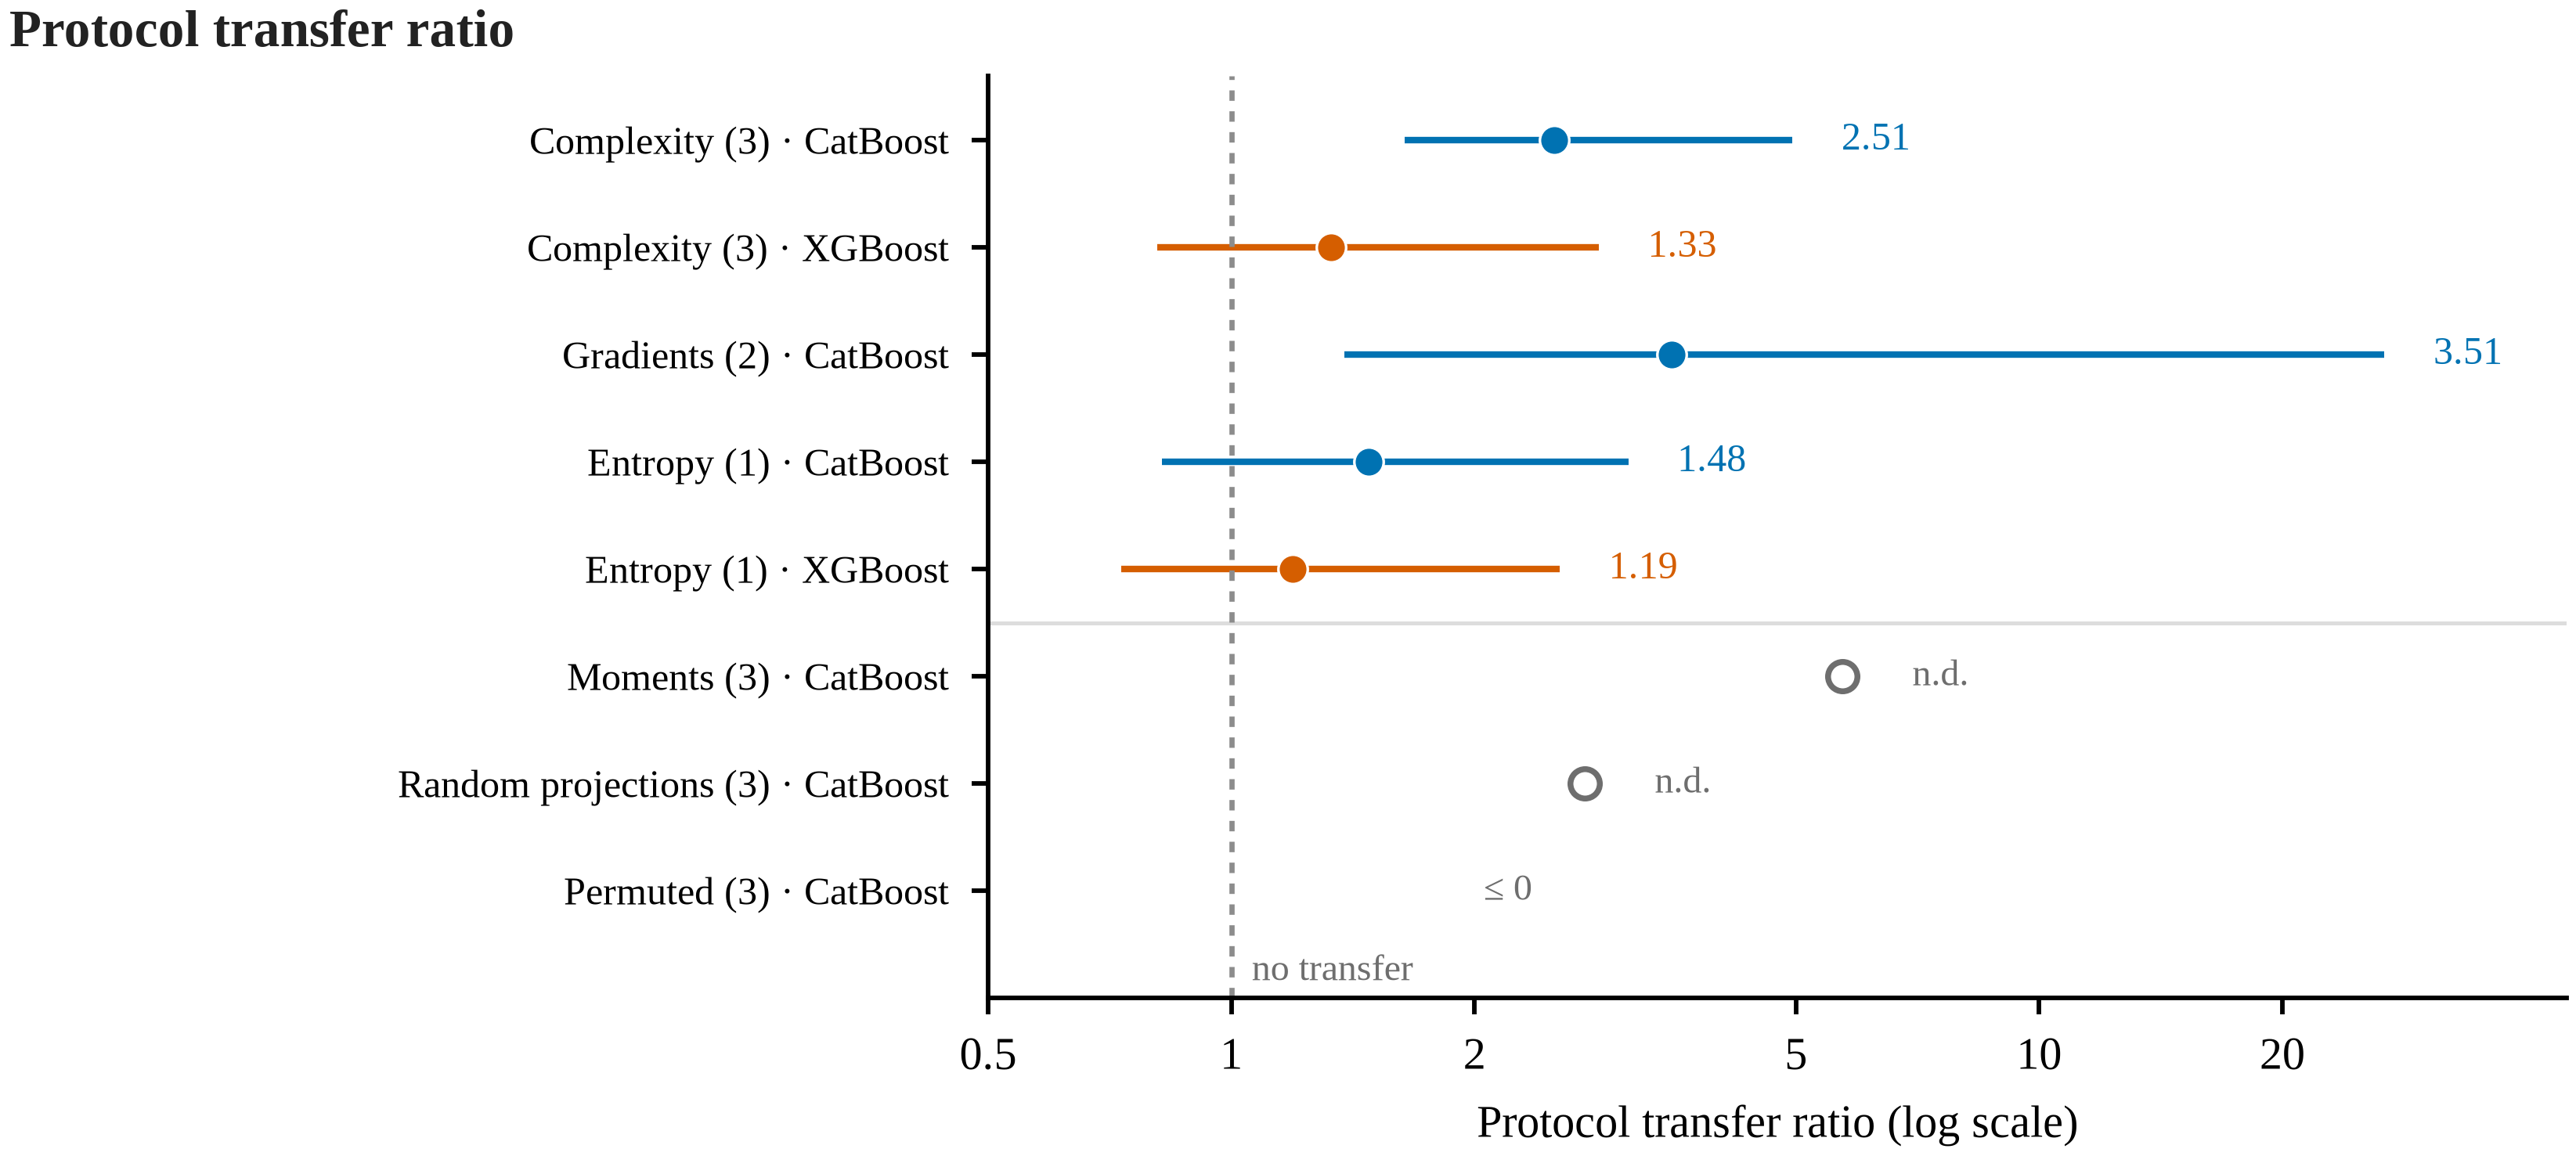 Protocol transfer ratio
Complexity (3) · CatBoost
2.51
Complexity (3) · XGBoost
1.33
Gradients (2) · CatBoost
3.51
Entropy (1) · CatBoost
1.48
Entropy (1) · XGBoost
1.19
Moments (3) · CatBoost
n.d.
Random projections (3) · CatBoost
n.d.
Permuted (3) · CatBoost
≤ 0
no transfer
0.5 1 2 5 10 20
Protocol transfer ratio (log scale)